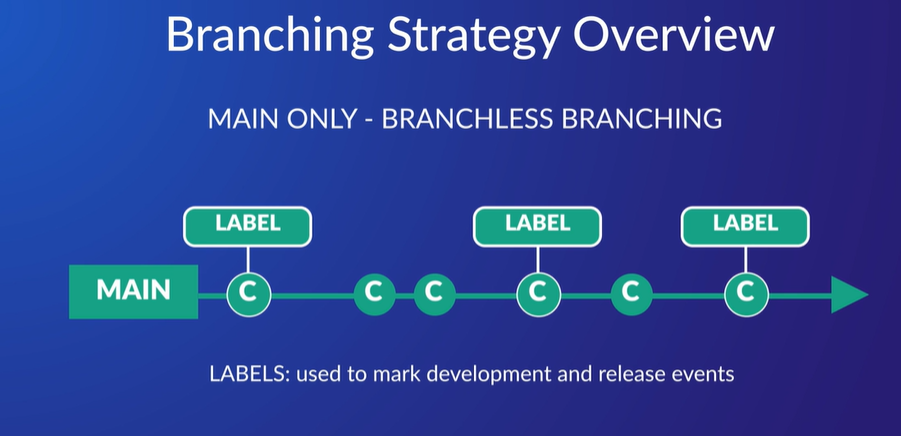 Branching Strategy Overview
MAIN ONLY - BRANCHLESS BRANCHING
LABEL LABEL LABEL
MAIN C C C C C C
LABELS: used to mark development and release events